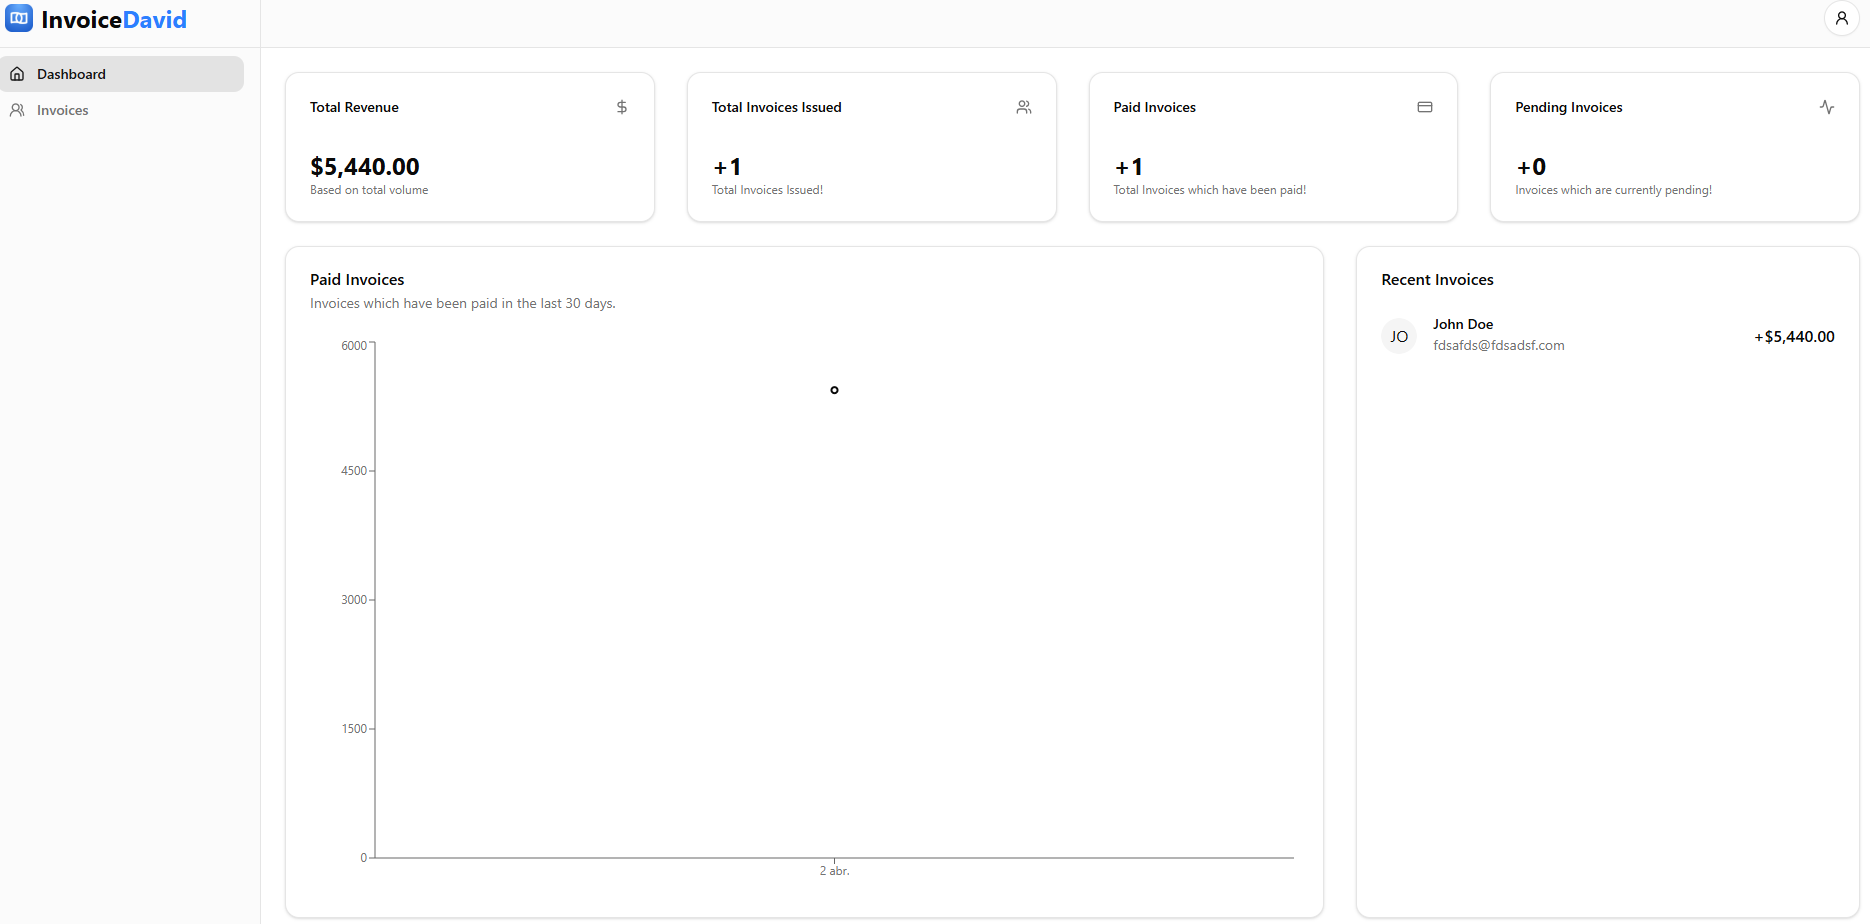 InvoiceDavid
Dashboard
Invoices
Total Revenue
$5,440.00
Based on total volume
Total Invoices Issued
+1
Total Invoices Issued!
Paid Invoices
+1
Total Invoices which have been paid!
Pending Invoices
+0
Invoices which are currently pending!
Paid Invoices
Invoices which have been paid in the last 30 days.
6000
4500
3000
1500
0
2 abr.
Recent Invoices
JO
John Doe
fdsafds@fdsadsf.com
+$5,440.00